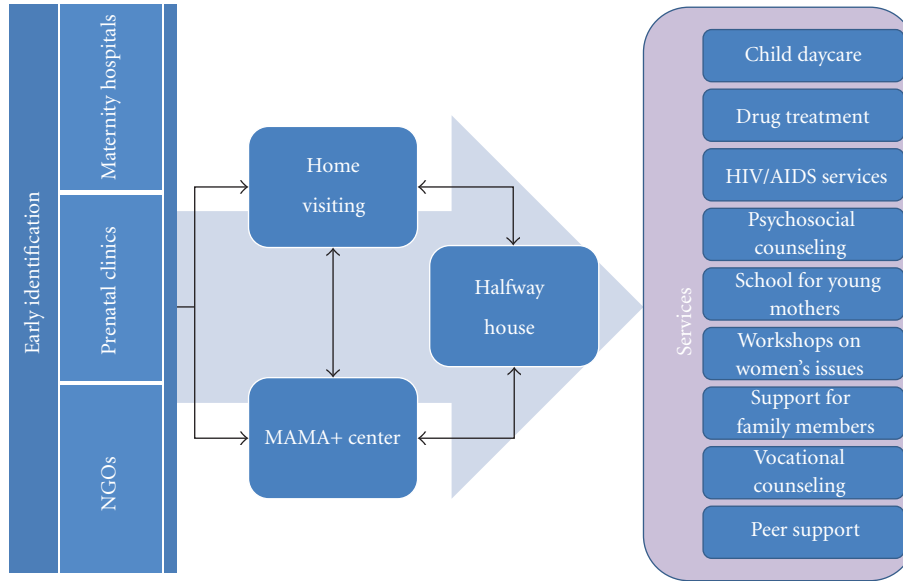 Early identification
Maternity hospitals
Prenatal clinics
NGOs
Home
visiting
MAMA+ center
Halfway
house
Services
Child daycare
Drug treatment
HIV/AIDS services
Psychosocial
counseling
School for young
mothers
Workshops on
women's issues
Support for
family members
Vocational
counseling
Peer support